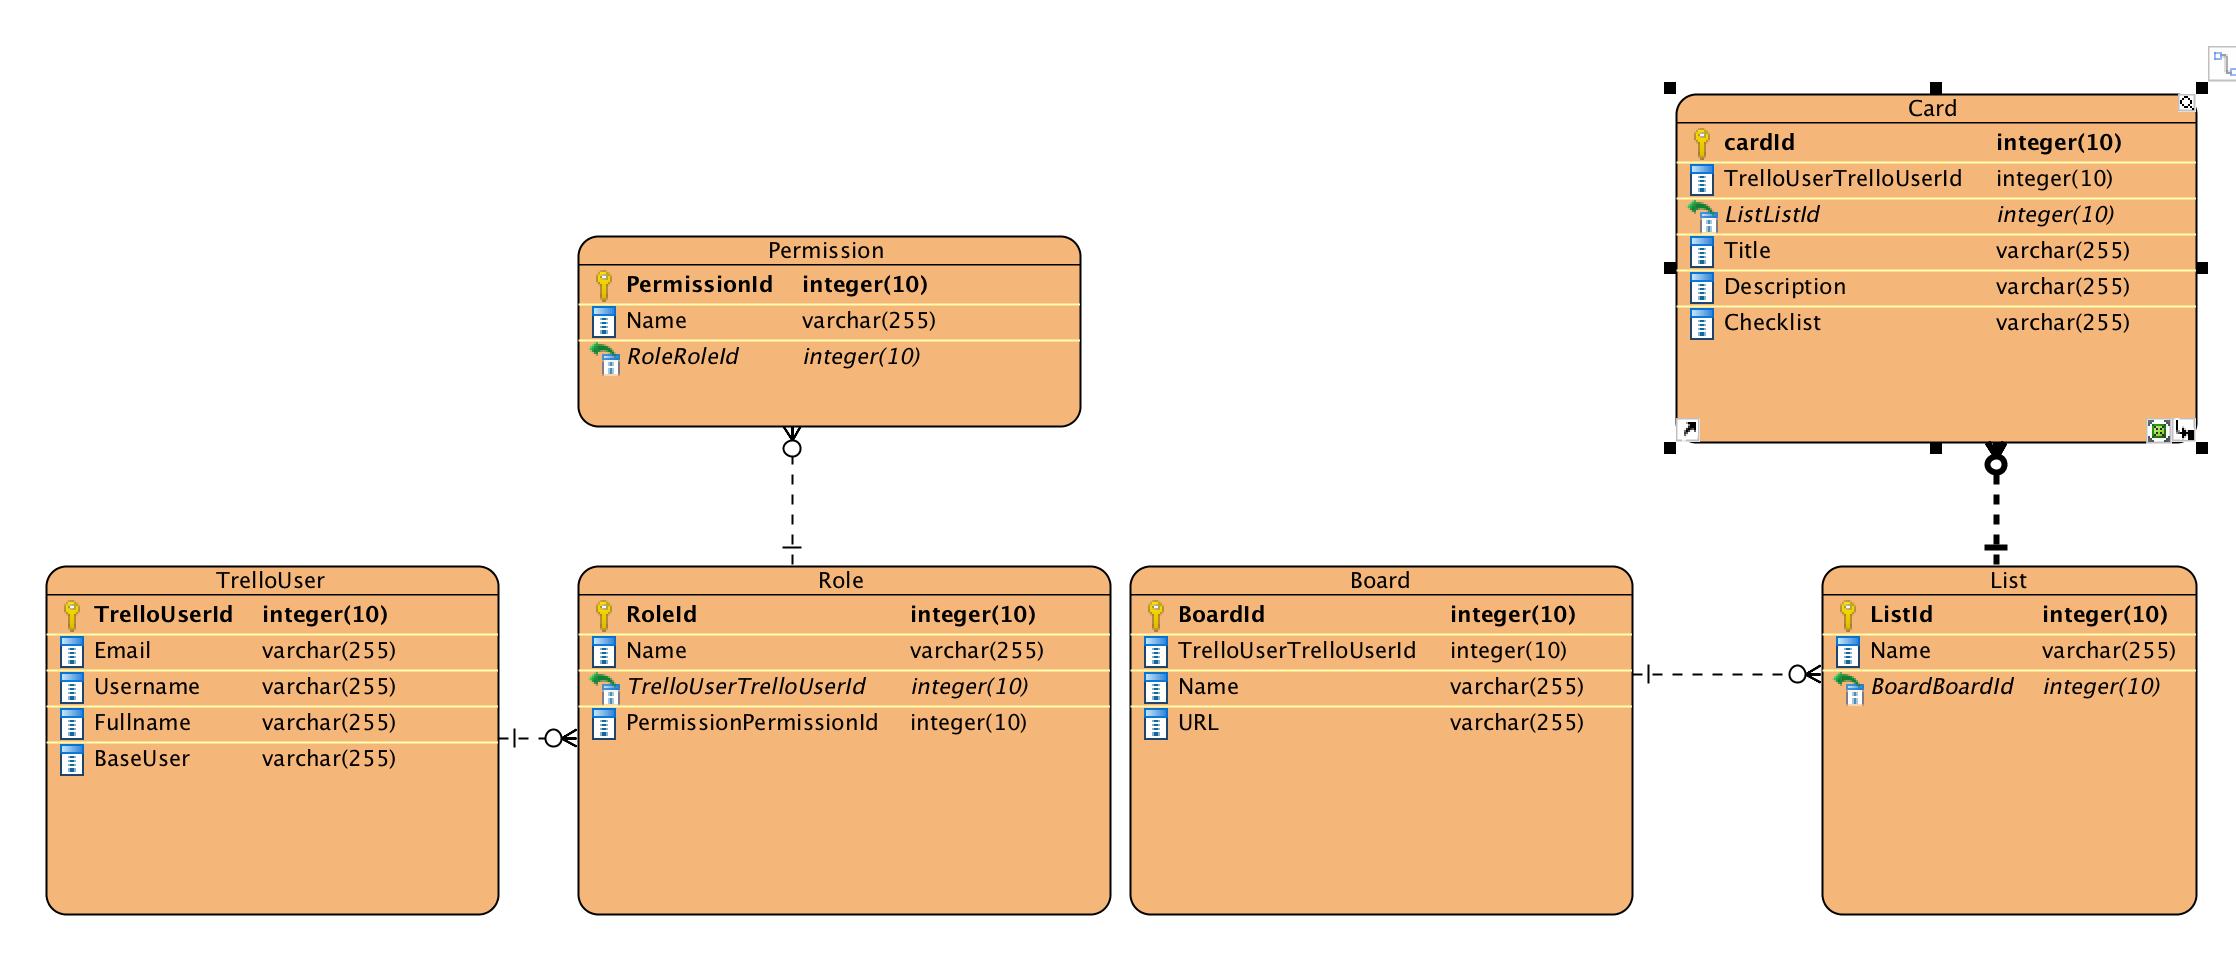 Card
cardId integer(10)
TrelloUserTrelloUserId integer(10)
ListListId integer(10)
Title varchar(255)
Description varchar(255)
Checklist varchar(255)
Permission
PermissionId integer(10)
Name varchar(255)
RoleRoleId integer(10)
TrelloUser
TrelloUserId integer(10)
Email varchar(255)
Username varchar(255)
Fullname varchar(255)
BaseUser varchar(255)
Role
RoleId integer(10)
Name varchar(255)
TrelloUserTrelloUserId integer(10)
PermissionPermissionId integer(10)
Board
BoardId integer(10)
TrelloUserTrelloUserId integer(10)
Name varchar(255)
URL varchar(255)
List
ListId integer(10)
Name varchar(255)
BoardBoardId integer(10)